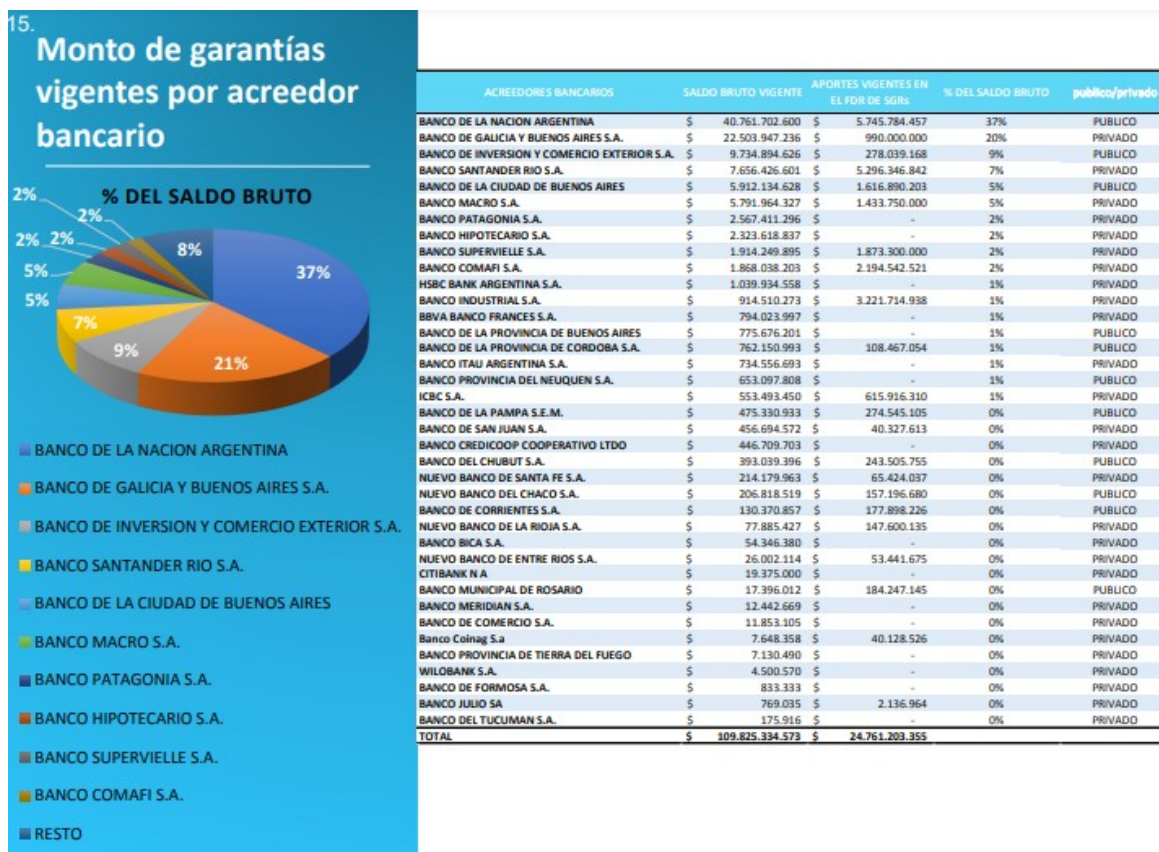 15.
Monto de garantías
vigentes por acreedor
bancario
% DEL SALDO BRUTO
2%
2%
2%
2%
8%
37%
5%
5%
7%
9%
21%
BANCO DE LA NACION ARGENTINA
BANCO DE GALICIA Y BUENOS AIRES S.A.
BANCO DE INVERSION Y COMERCIO EXTERIOR S.A.
BANCO SANTANDER RIO S.A.
BANCO DE LA CIUDAD DE BUENOS AIRES
BANCO MACRO S.A.
BANCO PATAGONIA S.A.
BANCO HIPOTECARIO S.A.
BANCO SUPERVIELLE S.A.
BANCO COMAFI S.A.
RESTO
ACREEDORES BANCARIOS SALDO BRUTO VIGENTE APORTES VIGENTES EN EL FDR DE SGRs % DEL SALDO BRUTO publico/privado
BANCO DE LA NACION ARGENTINA $ 40.761.702.600 $ 5.745.784.457 37% PUBLICO
BANCO DE GALICIA Y BUENOS AIRES S.A. $ 22.503.947.236 $ 990.000.000 20% PRIVADO
BANCO DE INVERSION Y COMERCIO EXTERIOR S.A. $ 9.734.894.626 $ 278.039.168 9% PUBLICO
BANCO SANTANDER RIO S.A. $ 7.656.426.601 $ 5.296.346.842 7% PRIVADO
BANCO DE LA CIUDAD DE BUENOS AIRES $ 5.912.134.628 $ 1.616.890.203 5% PUBLICO
BANCO MACRO S.A. $ 5.791.964.327 $ 1.433.750.000 5% PRIVADO
BANCO PATAGONIA S.A. $ 2.567.411.296 $ - 2% PRIVADO
BANCO HIPOTECARIO S.A. $ 2.323.618.837 $ - 2% PRIVADO
BANCO SUPERVIELLE S.A. $ 1.914.249.895 $ 1.873.300.000 2% PRIVADO
BANCO COMAFI S.A. $ 1.868.038.203 $ 2.194.542.521 2% PRIVADO
HSBC BANK ARGENTINA S.A. $ 1.039.934.558 $ - 1% PRIVADO
BANCO INDUSTRIAL S.A. $ 914.510.273 $ 3.221.714.938 1% PRIVADO
BBVA BANCO FRANCES S.A. $ 794.023.997 $ - 1% PRIVADO
BANCO DE LA PROVINCIA DE BUENOS AIRES $ 775.676.201 $ - 1% PUBLICO
BANCO DE LA PROVINCIA DE CORDOBA S.A. $ 762.150.993 $ 108.467.054 1% PUBLICO
BANCO ITAU ARGENTINA S.A. $ 734.556.693 $ - 1% PRIVADO
BANCO PROVINCIA DEL NEUQUEN S.A. $ 653.097.808 $ - 1% PUBLICO
ICBC S.A. $ 553.493.450 $ 615.916.310 1% PRIVADO
BANCO DE LA PAMPA S.E.M. $ 475.330.933 $ 274.545.105 0% PUBLICO
BANCO DE SAN JUAN S.A. $ 456.694.572 $ 40.327.613 0% PRIVADO
BANCO CREDICOOP COOPERATIVO LTDO $ 446.709.703 $ - 0% PRIVADO
BANCO DEL CHUBUT S.A. $ 393.039.396 $ 243.505.755 0% PUBLICO
NUEVO BANCO DE SANTA FE S.A. $ 214.179.963 $ 65.424.037 0% PRIVADO
NUEVO BANCO DEL CHACO S.A. $ 206.818.519 $ 157.196.680 0% PUBLICO
BANCO DE CORRIENTES S.A. $ 130.370.857 $ 177.898.226 0% PUBLICO
NUEVO BANCO DE LA RIOJA S.A. $ 77.885.427 $ 147.600.135 0% PRIVADO
BANCO BICA S.A. $ 54.346.380 $ - 0% PRIVADO
NUEVO BANCO DE ENTRE RIOS S.A. $ 26.002.114 $ 53.441.675 0% PRIVADO
CITIBANK N A $ 19.375.000 $ - 0% PRIVADO
BANCO MUNICIPAL DE ROSARIO $ 17.396.012 $ 184.247.145 0% PUBLICO
BANCO MERIDIAN S.A. $ 12.442.669 $ - 0% PRIVADO
BANCO DE COMERCIO S.A. $ 11.853.105 $ - 0% PRIVADO
Banco Coinag S.a $ 7.648.358 $ 40.128.526 0% PRIVADO
BANCO PROVINCIA DE TIERRA DEL FUEGO $ 7.130.490 $ - 0% PRIVADO
WILOBANK S.A. $ 4.500.570 $ - 0% PRIVADO
BANCO DE FORMOSA S.A. $ 833.333 $ - 0% PRIVADO
BANCO JULIO SA $ 769.035 $ 2.136.964 0% PRIVADO
BANCO DEL TUCUMAN S.A. $ 175.916 $ - 0% PRIVADO
TOTAL $ 109.825.334.573 $ 24.761.203.355